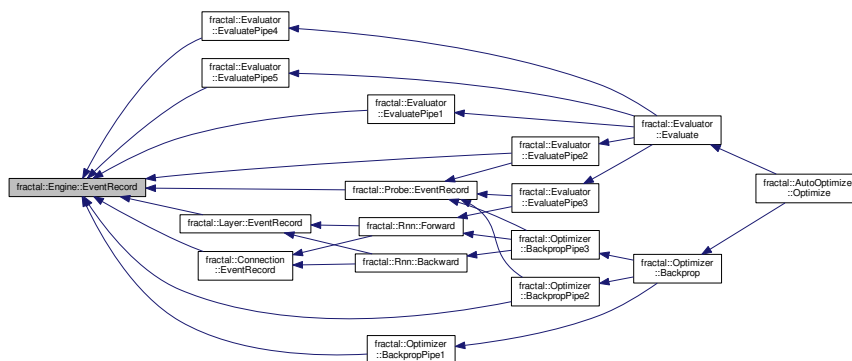 fractal::Evaluator
::EvaluatePipe4
fractal::Evaluator
::EvaluatePipe5
fractal::Evaluator
::EvaluatePipe1
fractal::Evaluator
::Evaluate
fractal::Evaluator
::EvaluatePipe2
fractal::Engine::EventRecord
fractal::Probe::EventRecord
fractal::Evaluator
::EvaluatePipe3
fractal::AutoOptimizer
::Optimize
fractal::Layer::EventRecord
fractal::Rnn::Forward
fractal::Optimizer
::BackpropPipe3
fractal::Connection
::EventRecord
fractal::Rnn::Backward
fractal::Optimizer
::Backprop
fractal::Optimizer
::BackpropPipe2
fractal::Optimizer
::BackpropPipe1